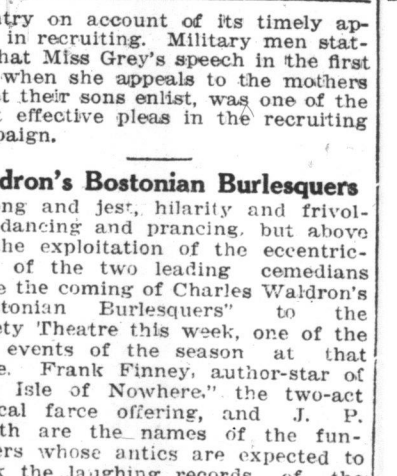 try on account of its timely ap-
in recruiting. Military men stat-
hat Miss Grey's speech in the first
when she appeals to the mothers
t their sons enlist, was one of the
effective pleas in the recruiting
paign.
dron's Bostonian Burlesquers
ng and jest, hilarity and frivol-
dancing and prancing, but above
he exploitation of the eccentric-
of the two leading cemedians
e the coming of Charles Waldron's
tonian Burlesquers" to the
ety Theatre this week, one of the
events of the season at that
e. Frank Finney, author-star of
Isle of Nowhere," the two-act
cal farce offering, and J. P.
th are the names of the fun-
ers whose antics are expected to
k the laughing records of the